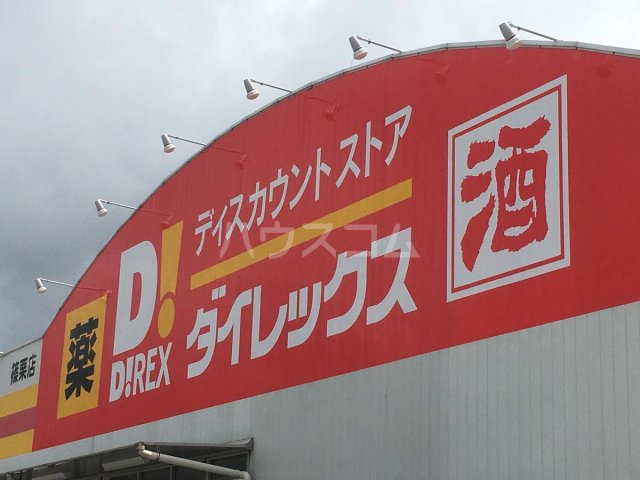 篠栗店
薬
D!
D!REX
ディスカウントストア
ダイレックス
酒
ハウスコム